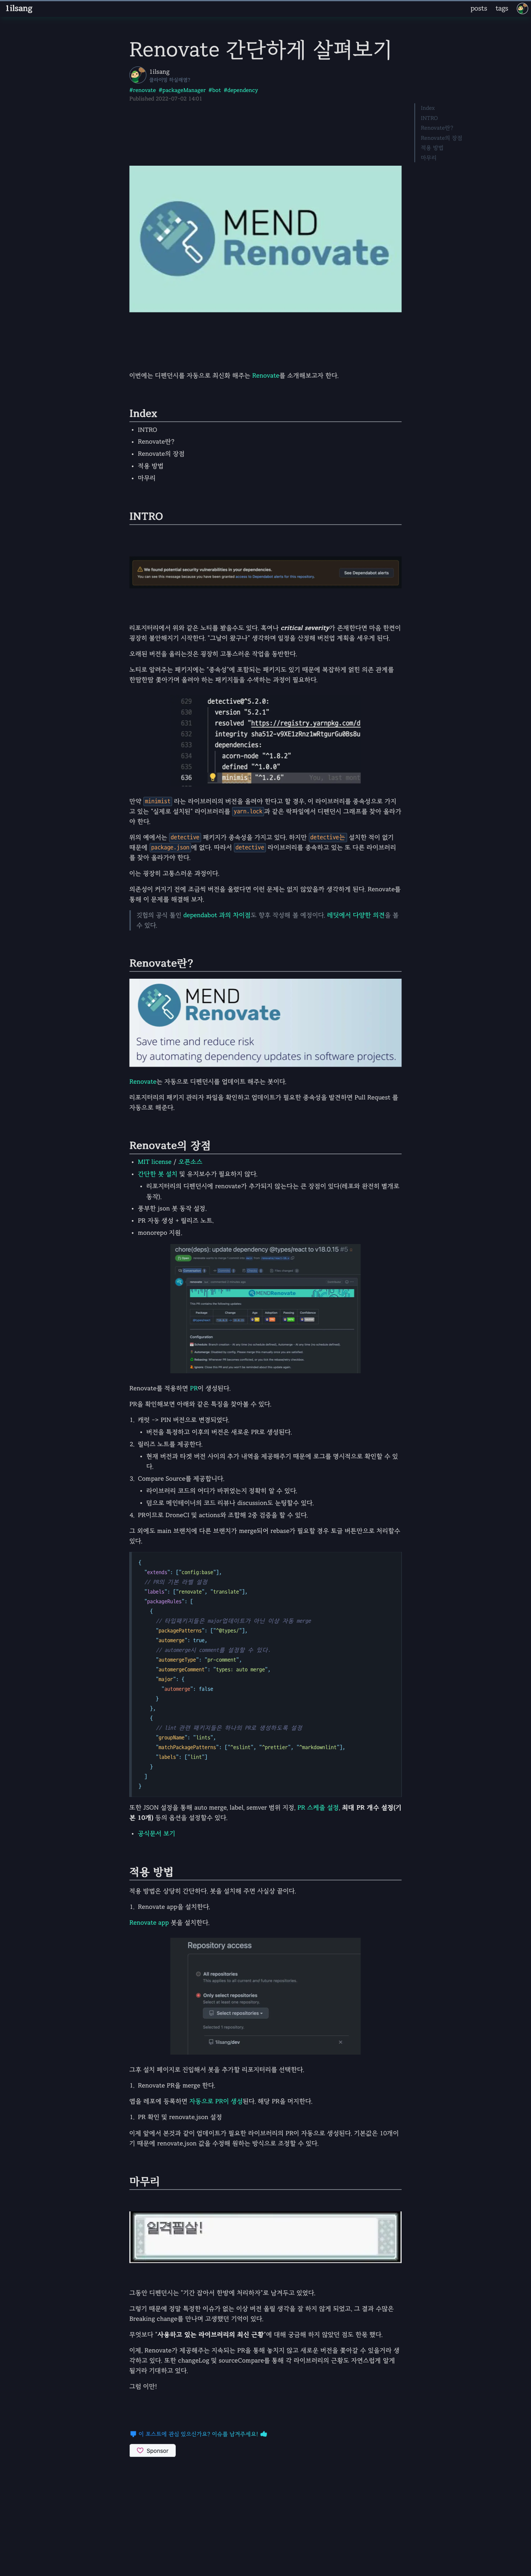 1ilsang
posts
tags
Renovate 간단하게 살펴보기
1ilsang
클라이밍 하실래염?
#renovate #packageManager #bot #dependency
Published 2022-07-02 14:01
Index
INTRO
Renovate란?
Renovate의 장점
적용 방법
마무리
MEND
Renovate
이번에는 디펜던시를 자동으로 최신화 해주는 Renovate를 소개해보고자 한다.
Index
• INTRO
• Renovate란?
• Renovate의 장점
• 적용 방법
• 마무리
INTRO
We found potential security vulnerabilities in your dependencies.
You can see this message because you have been granted access to Dependabot alerts for this repository.
See Dependabot alerts
리포지터리에서 위와 같은 노티를 봤을수도 있다. 혹여나 critical severity가 존재한다면 마음 한편이
굉장히 불안해지기 시작한다. "그날이 왔구나" 생각하며 일정을 산정해 버전업 계획을 세우게 된다.
오래된 버전을 올리는것은 굉장히 고통스러운 작업을 동반한다.
노티로 알려주는 패키지에는 "종속성"에 포함되는 패키지도 있기 때문에 복잡하게 얽힌 의존 관계를
한땀한땀 쫓아가며 올려야 하는 패키지들을 수색하는 과정이 필요하다.
629 detective@^5.2.0:
630 version "5.2.1"
631 resolved "https://registry.yarnpkg.com/d
632 integrity sha512-v9XE1zRnz1wRtgurGu0Bs8u
633 dependencies:
634 acorn-node "^1.8.2"
635 defined "^1.0.0"
636 minimist "^1.2.6" You, last mont
만약 minimist 라는 라이브러리의 버전을 올려야 한다고 할 경우, 이 라이브러리를 종속성으로 가지
고 있는 "실제로 설치된" 라이브러리를 yarn.lock과 같은 락파일에서 디펜던시 그래프를 찾아 올라가
야 한다.
위의 예에서는 detective 패키지가 종속성을 가지고 있다. 하지만 detective는 설치한 적이 없기
때문에 package.json에 없다. 따라서 detective 라이브러리를 종속하고 있는 또 다른 라이브러리
를 찾아 올라가야 한다.
이는 굉장히 고통스러운 과정이다.
의존성이 커지기 전에 조금씩 버전을 올렸다면 이런 문제는 없지 않았을까 생각하게 된다. Renovate를
통해 이 문제를 해결해 보자.
깃헙의 공식 툴인 dependabot 과의 차이점도 향후 작성해 볼 예정이다. 레딧에서 다양한 의견을 볼
수 있다.
Renovate란?
MEND
Renovate
Save time and reduce risk
by automating dependency updates in software projects.
Renovate는 자동으로 디펜던시를 업데이트 해주는 봇이다.
리포지터리의 패키지 관리자 파일을 확인하고 업데이트가 필요한 종속성을 발견하면 Pull Request 를
자동으로 해준다.
Renovate의 장점
• MIT license / 오픈소스
• 간단한 봇 설치 및 유지보수가 필요하지 않다.
• 리포지터리의 디펜던시에 renovate가 추가되지 않는다는 큰 장점이 있다(레포와 완전히 별개로
동작).
• 풍부한 json 봇 동작 설정.
• PR 자동 생성 + 릴리즈 노트.
• monorepo 지원.
chore(deps): update dependency @types/react to v18.0.15 #5
MEND Renovate
This PR contains the following updates:
Package Change Age Adoption Passing Confidence
Configuration
Renovate를 적용하면 PR이 생성된다.
PR을 확인해보면 아래와 같은 특징을 찾아볼 수 있다.
1. 캐럿 -> PIN 버전으로 변경되었다.
• 버전을 특정하고 이후의 버전은 새로운 PR로 생성된다.
2. 릴리즈 노트를 제공한다.
• 현재 버전과 타겟 버전 사이의 추가 내역을 제공해주기 때문에 로그를 명시적으로 확인할 수 있
다.
3. Compare Source를 제공합니다.
• 라이브러리 코드의 어디가 바뀌었는지 정확히 알 수 있다.
• 덤으로 메인테이너의 코드 리뷰나 discussion도 눈팅할수 있다.
4. PR이므로 DroneCI 및 actions와 조합해 2중 검증을 할 수 있다.
그 외에도 main 브랜치에 다른 브랜치가 merge되어 rebase가 필요할 경우 토글 버튼만으로 처리할수
있다.
{
"extends": ["config:base"],
// PR의 기본 라벨 설정
"labels": ["renovate", "translate"],
"packageRules": [
{
// 타입패키지들은 major업데이트가 아닌 이상 자동 merge
"packagePatterns": ["^@types/"],
"automerge": true,
// automerge시 comment를 설정할 수 있다.
"automergeType": "pr-comment",
"automergeComment": "types: auto merge",
"major": {
"automerge": false
}
},
{
// lint 관련 패키지들은 하나의 PR로 생성하도록 설정
"groupName": "lints",
"matchPackagePatterns": ["^eslint", "^prettier", "^markdownlint"],
"labels": ["lint"]
}
]
}
또한 JSON 설정을 통해 auto merge, label, semver 범위 지정, PR 스케줄 설정, 최대 PR 개수 설정(기
본 10개) 등의 옵션을 설정할수 있다.
• 공식문서 보기
적용 방법
적용 방법은 상당히 간단하다. 봇을 설치해 주면 사실상 끝이다.
1. Renovate app를 설치한다.
Renovate app 봇을 설치한다.
Repository access
All repositories
This applies to all current and future repositories.
Only select repositories
Select at least one repository.
Select repositories
Selected 1 repository.
1ilsang/dev
그후 설치 페이지로 진입해서 봇을 추가할 리포지터리를 선택한다.
1. Renovate PR을 merge 한다.
앱을 레포에 등록하면 자동으로 PR이 생성된다. 해당 PR을 머지한다.
1. PR 확인 및 renovate.json 설정
이제 앞에서 본것과 같이 업데이트가 필요한 라이브러리의 PR이 자동으로 생성된다. 기본값은 10개이
기 때문에 renovate.json 값을 수정해 원하는 방식으로 조정할 수 있다.
마무리
일격필살!
그동안 디펜던시는 "기간 잡아서 한방에 처리하자"로 남겨두고 있었다.
그렇기 때문에 정말 특정한 이슈가 없는 이상 버전 올릴 생각을 잘 하지 않게 되었고, 그 결과 수많은
Breaking change를 만나며 고생했던 기억이 있다.
무엇보다 "사용하고 있는 라이브러리의 최신 근황"에 대해 궁금해 하지 않았던 점도 한몫 했다.
이제, Renovate가 제공해주는 지속되는 PR을 통해 놓치지 않고 새로운 버전을 쫓아갈 수 있을거라 생
각하고 있다. 또한 changeLog 및 sourceCompare를 통해 각 라이브러리의 근황도 자연스럽게 알게
될거라 기대하고 있다.
그럼 이만!
이 포스트에 관심 있으신가요? 이슈를 남겨주세요!
Sponsor